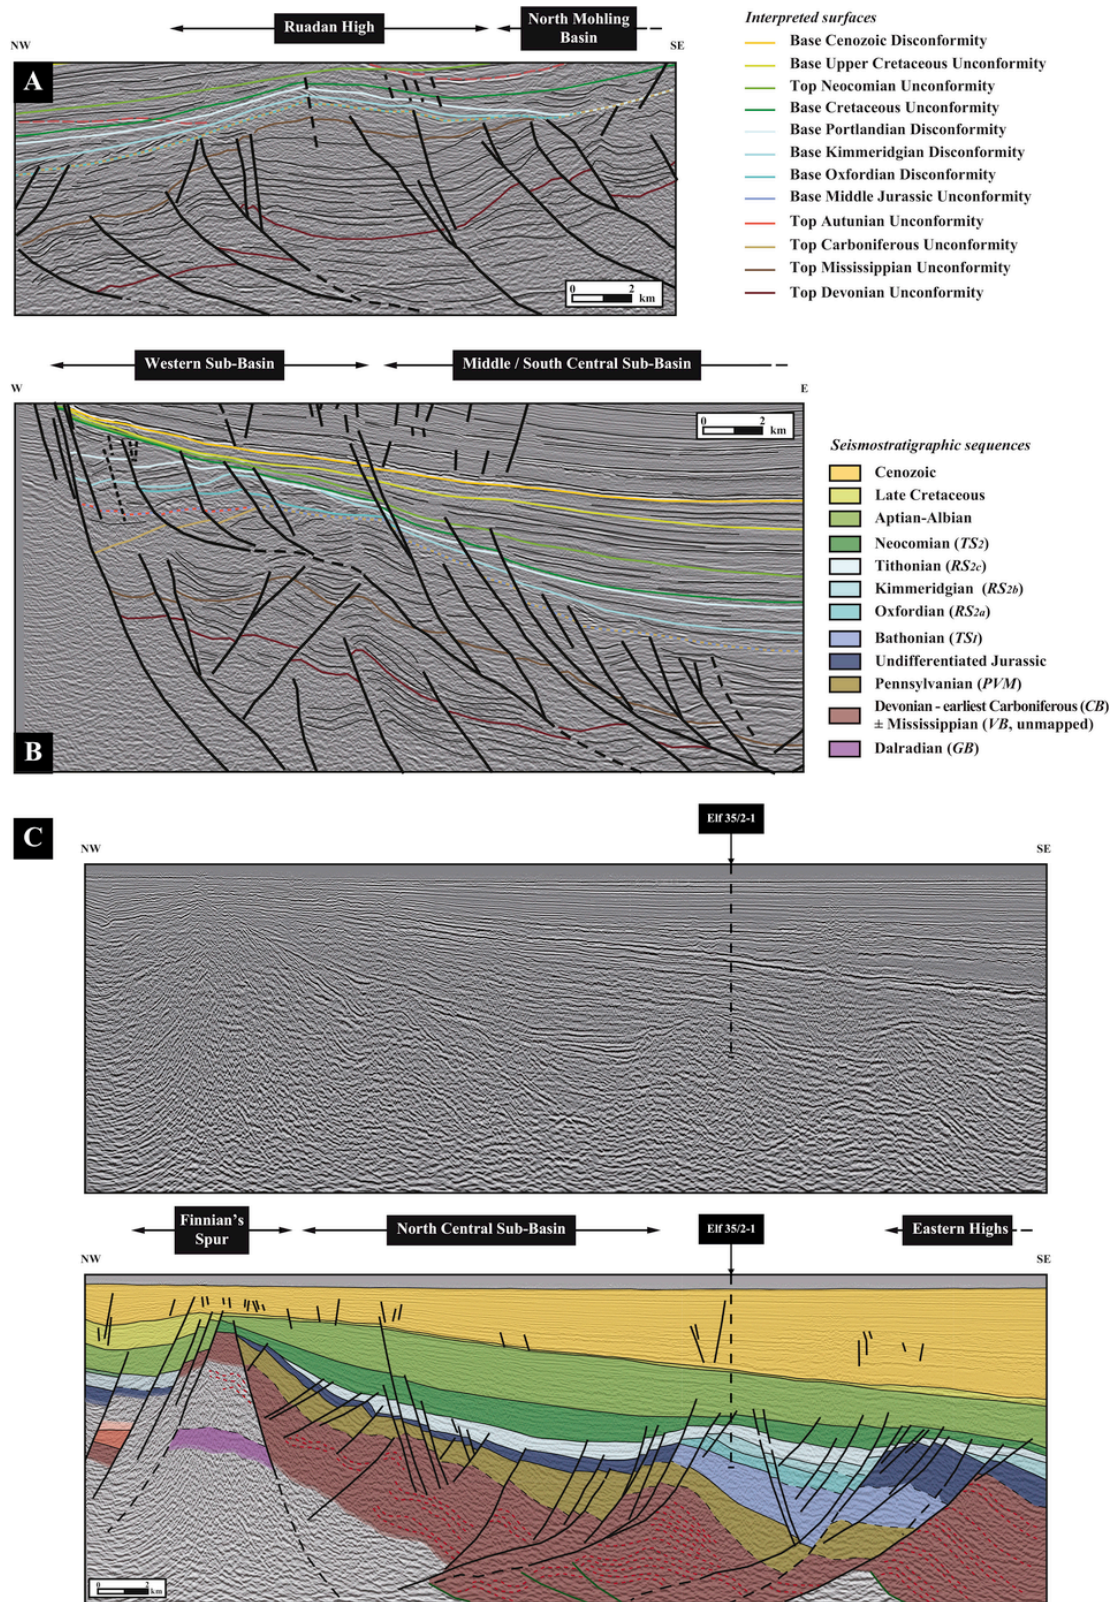 Ruadan High
North Mohling
Basin
NW
SE
A
0 2
km
Interpreted surfaces
Base Cenozoic Disconformity
Base Upper Cretaceous Unconformity
Top Neocomian Unconformity
Base Cretaceous Unconformity
Base Portlandian Disconformity
Base Kimmeridgian Disconformity
Base Oxfordian Disconformity
Base Middle Jurassic Unconformity
Top Autunian Unconformity
Top Carboniferous Unconformity
Top Mississippian Unconformity
Top Devonian Unconformity
Western Sub-Basin
Middle / South Central Sub-Basin
W
E
0 2
km
B
Seismostratigraphic sequences
Cenozoic
Late Cretaceous
Aptian-Albian
Neocomian (TS2)
Tithonian (RS2c)
Kimmeridgian (RS2b)
Oxfordian (RS2a)
Bathonian (TS1)
Undifferentiated Jurassic
Pennsylvanian (PVM)
Devonian - earliest Carboniferous (CB)
± Mississippian (VB, unmapped)
Dalradian (GB)
C
Elf 35/2-1
NW
SE
Finnian's
Spur
North Central Sub-Basin
Elf 35/2-1
Eastern Highs
NW
SE
0 2
km